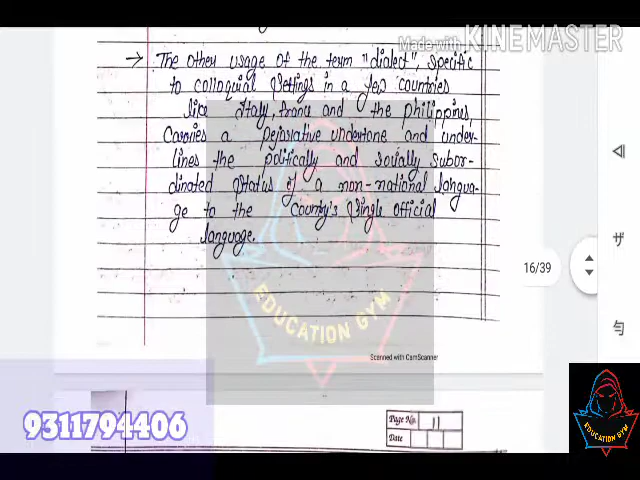 Made with KINEMASTER
→ The other usage of the term "dialect", specific
to colloquial settings in a few countries
like Italy, France and the philippines,
Carries a pejorative undertone and under-
lines the politically and socially subor-
dinated status of a non-national langua-
ge to the country's single official
language.
16/39
ザ
EDUCATION GYM
Scanned with CamScanner
9311794406
Page No. 11
Date
EDUCATION GYM